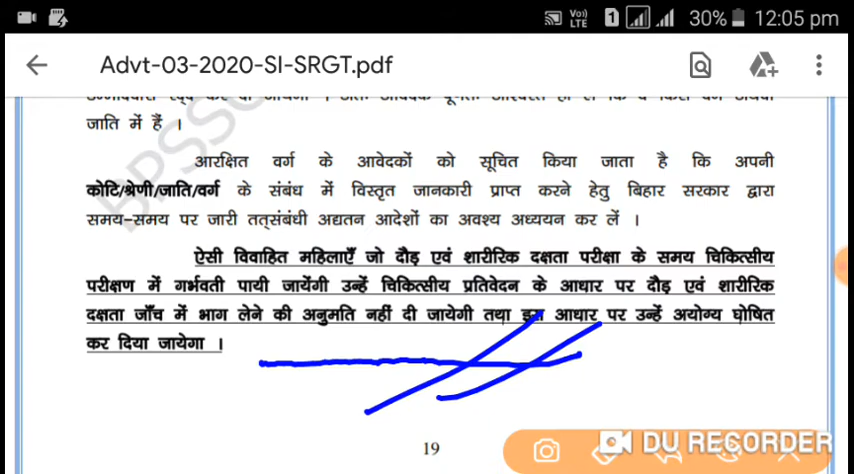 Vo)) LTE 1 30% 12:05 pm
Advt-03-2020-SI-SRGT.pdf
जाति में हैं ।
आरक्षित वर्ग के आवेदकों को सूचित किया जाता है कि अपनी
कोटि/श्रेणी/जाति/वर्ग के संबंध में विस्तृत जानकारी प्राप्त करने हेतु बिहार सरकार द्वारा
समय–समय पर जारी तत्संबंधी अद्यतन आदेशों का अवश्य अध्ययन कर लें ।
ऐसी विवाहित महिलाएँ जो दौड़ एवं शारीरिक दक्षता परीक्षा के समय चिकित्सीय
परीक्षण में गर्भवती पायी जायेंगी उन्हें चिकित्सीय प्रतिवेदन के आधार पर दौड़ एवं शारीरिक
दक्षता जाँच में भाग लेने की अनुमति नहीं दी जायेगी तथा इस आधार पर उन्हें अयोग्य घोषित
कर दिया जायेगा ।
19
DU RECORDER